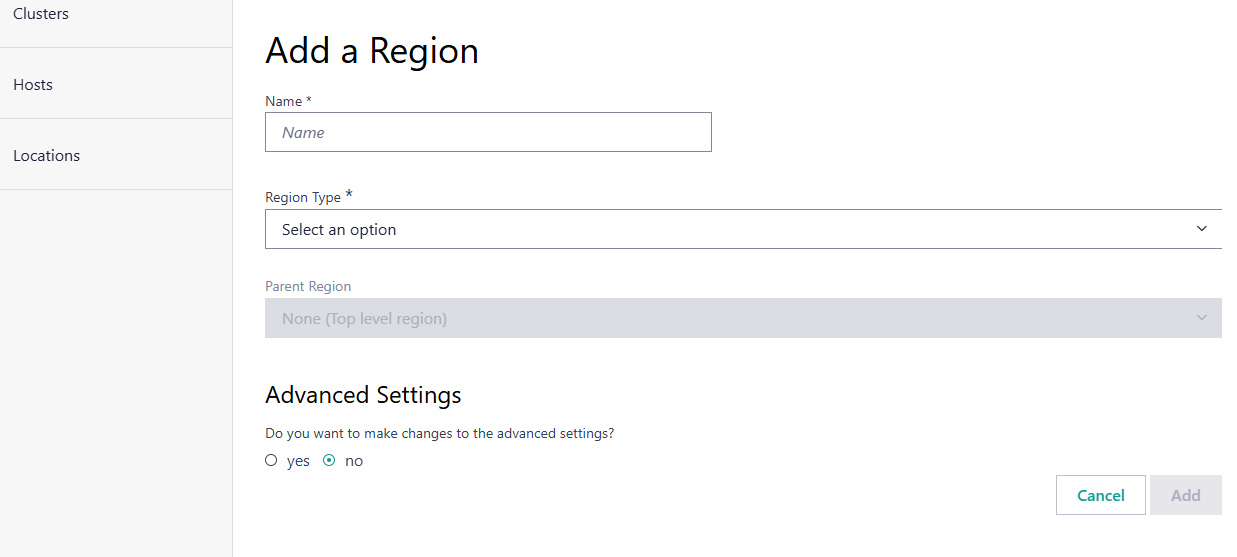 Clusters
Hosts
Locations
Add a Region
Name *
Name
Region Type *
Select an option
Parent Region
None (Top level region)
Advanced Settings
Do you want to make changes to the advanced settings?
yes no
Cancel Add